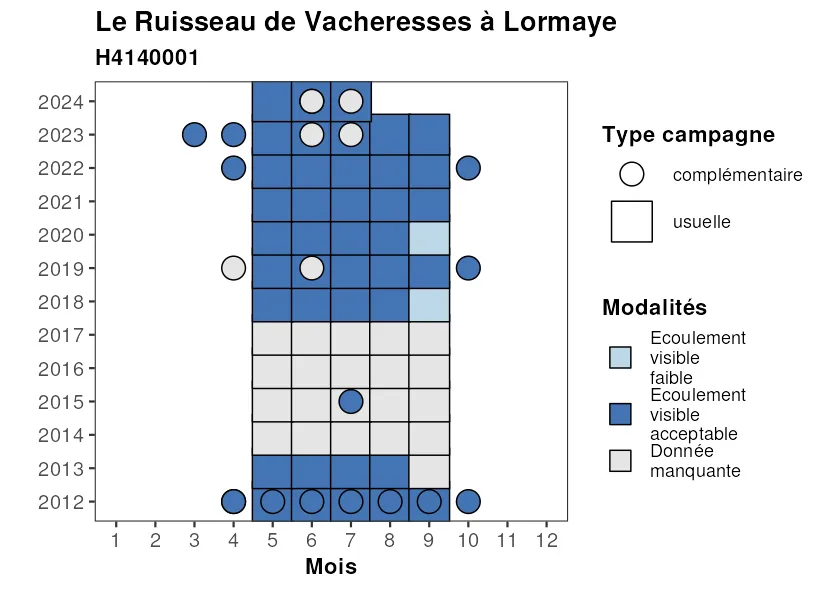 Le Ruisseau de Vacheresses à Lormaye
H4140001
2024
2023
2022
2021
2020
2019
2018
2017
2016
2015
2014
2013
2012
1 2 3 4 5 6 7 8 9 10 11 12
Mois
Type campagne
complémentaire
usuelle
Modalités
Ecoulement
visible
faible
Ecoulement
visible
acceptable
Donnée
manquante